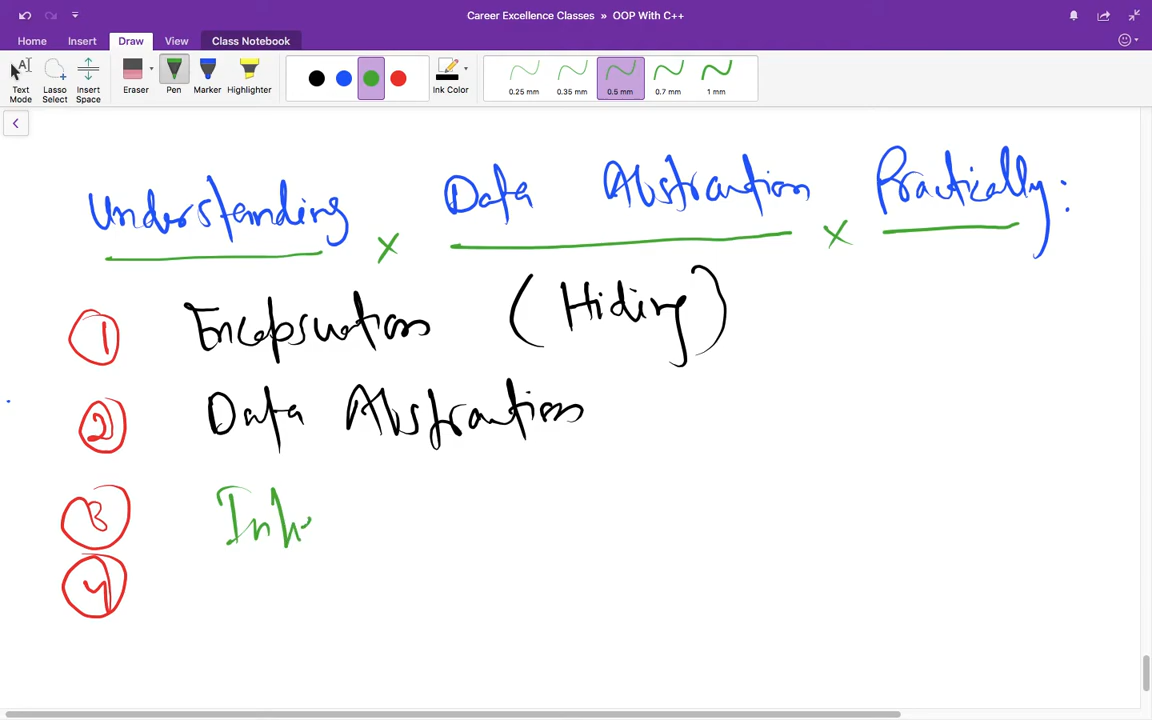 Career Excellence Classes » OOP With C++
Home Insert Draw View Class Notebook
Text Mode Lasso Select Insert Space Eraser Pen Marker Highlighter Ink Color 0.25 mm 0.35 mm 0.5 mm 0.7 mm 1 mm
Understanding x Data Abstraction x Practically:
1 Encapsulation (Hiding)
2 Data Abstraction
3 Inh
4